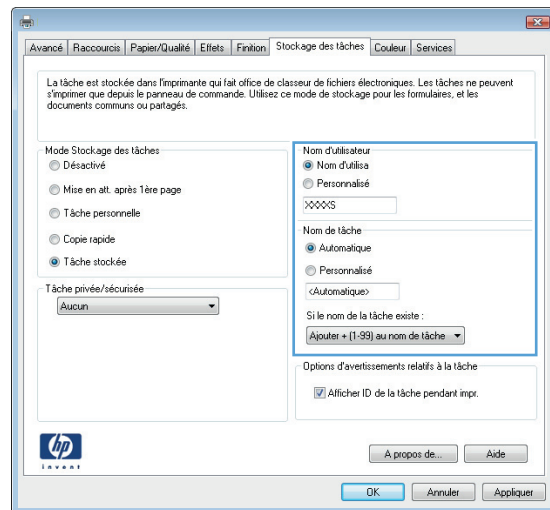 Avancé Raccourcis Papier/Qualité Effets Finition Stockage des tâches Couleur Services
La tâche est stockée dans l'imprimante qui fait office de classeur de fichiers électroniques. Les tâches ne peuvent
s'imprimer que depuis le panneau de commande. Utilisez ce mode de stockage pour les formulaires, et les
documents communs ou partagés.
Mode Stockage des tâches
Désactivé
Mise en att. après 1ère page
Tâche personnelle
Copie rapide
Tâche stockée
Tâche privée/sécurisée
Aucun
Nom d'utilisateur
Nom d'utilisa
Personnalisé
XXXXS
Nom de tâche
Automatique
Personnalisé
<Automatique>
Si le nom de la tâche existe :
Ajouter + (1-99) au nom de tâche
Options d'avertissements relatifs à la tâche
Afficher ID de la tâche pendant impr.
hp
invent
A propos de... Aide
OK Annuler Appliquer